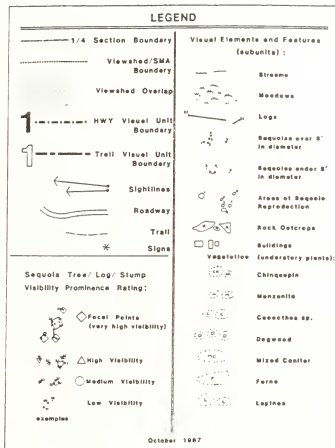 LEGEND
1/4 Section Boundary
Viewshed/SMA
Boundary
Viewshed Overlap
1 HWY Visual Unit
Boundary
1 Trail Visual Unit
Boundary
Sightlines
Roadway
Trail
* Signs
Sequoia Tree/ Log/ Stump
Visibility Prominence Rating:
Focal Points
(very high visibility)
High Visibility
Medium Visibility
Low Visibility
examples
Visual Elements and Features
(subunits) :
Streams
Meadows
Logs
Sequoias over 8'
in diameter
Sequoias under 8'
in diameter
Areas of Sequoia
Reproduction
Rock Outcrops
Buildings
Vegetation (understory plants):
Chinquapin
Manzanita
Ceanothus sp.
Dogwood
Mixed Conifer
Ferns
Lupines
October 1987